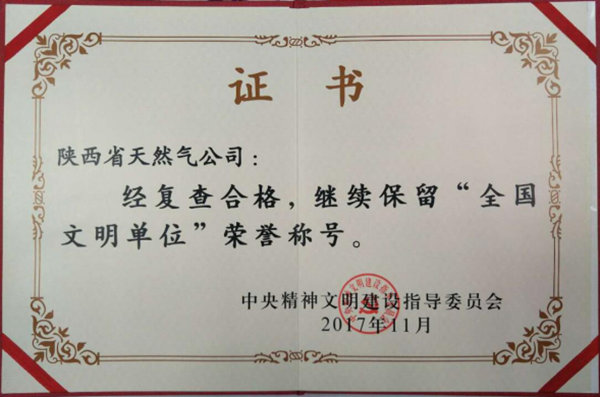 证书
陕西省天然气公司：
经复查合格，继续保留“全国
文明单位”荣誉称号。
中央精神文明建设指导委员会
2017年11月